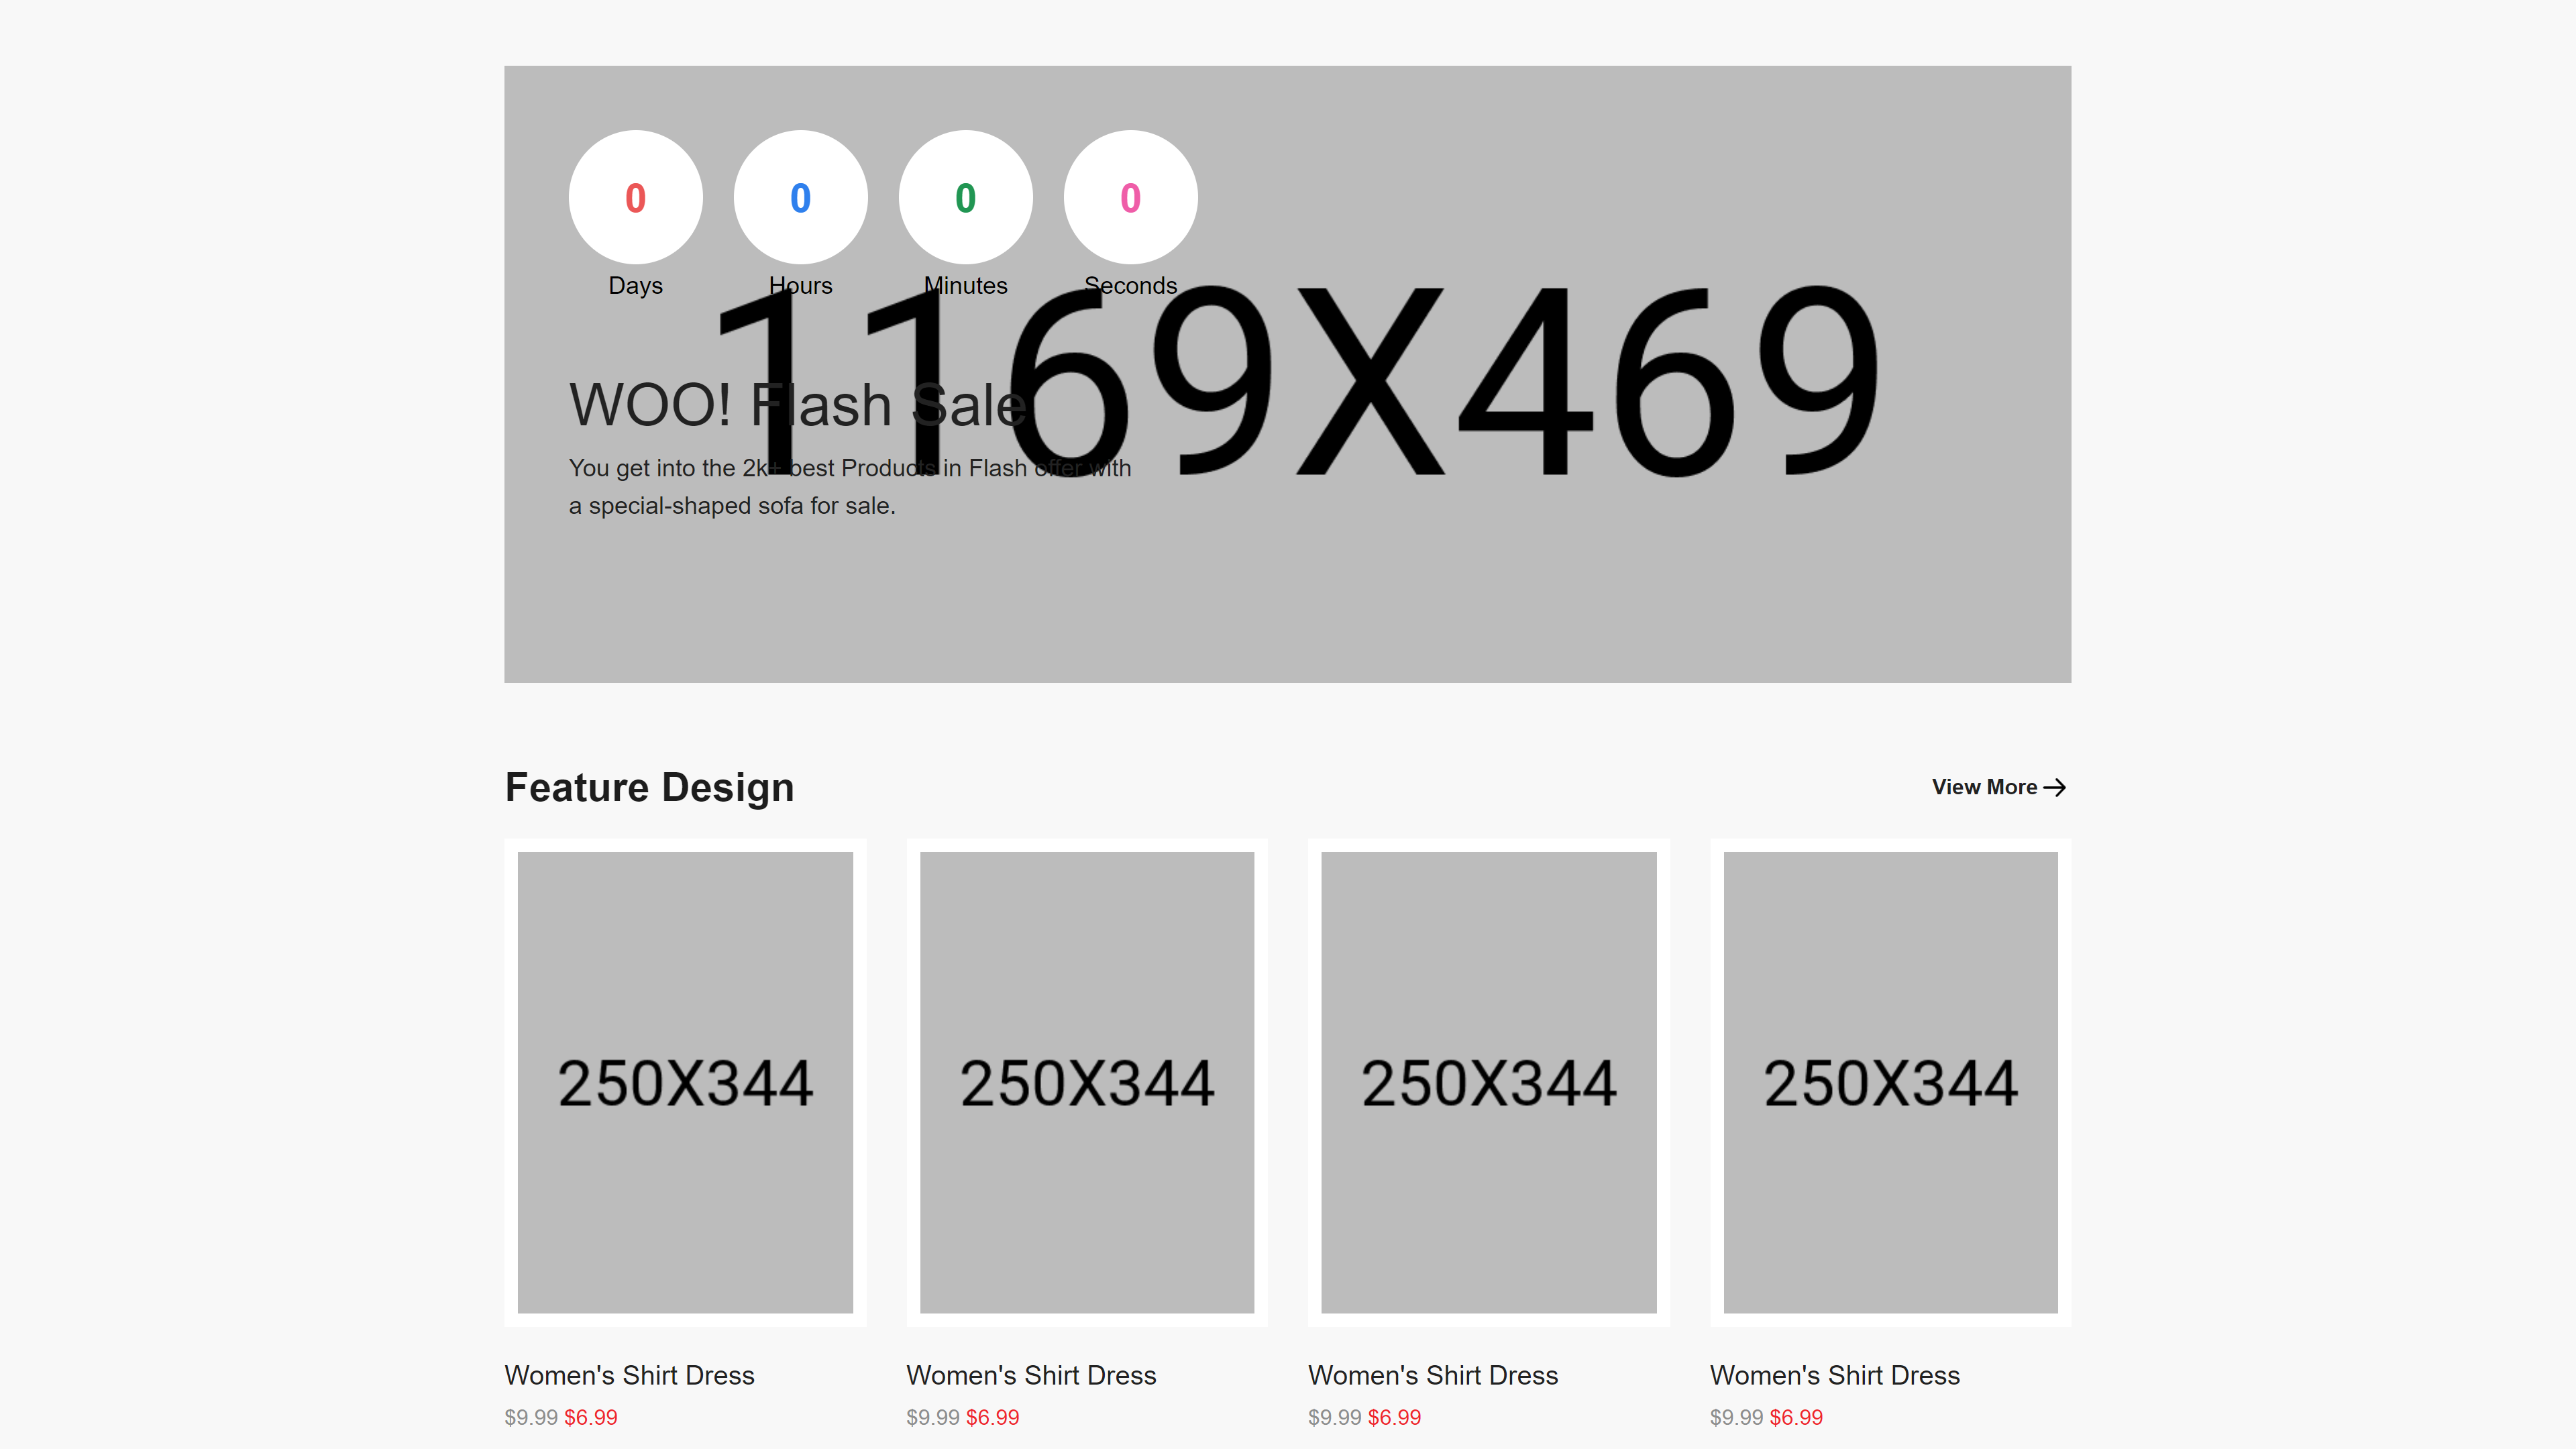 0 0 0 0
Days Hours Minutes Seconds
1169X469
WOO! Flash Sale
You get into the 2k+ best Products in Flash offer with
a special-shaped sofa for sale.
Feature Design
View More
250X344 250X344 250X344 250X344
Women's Shirt Dress Women's Shirt Dress Women's Shirt Dress Women's Shirt Dress
$9.99 $6.99 $9.99 $6.99 $9.99 $6.99 $9.99 $6.99